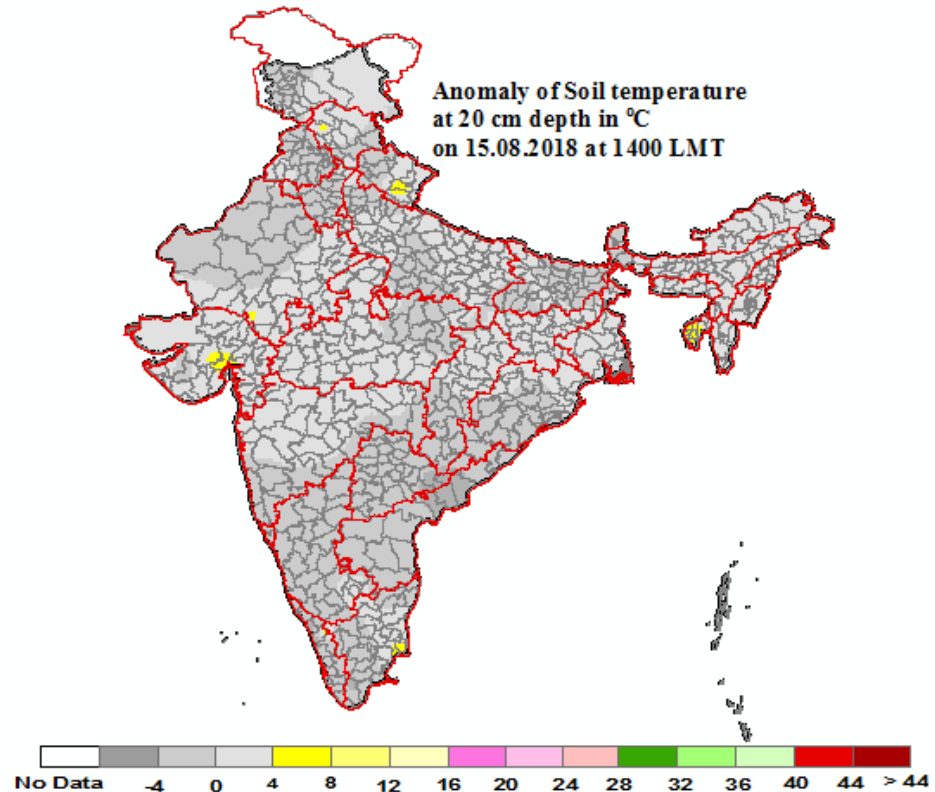 Anomaly of Soil temperature
at 20 cm depth in °C
on 15.08.2018 at 1400 LMT
No Data -4 0 4 8 12 16 20 24 28 32 36 40 44 > 44